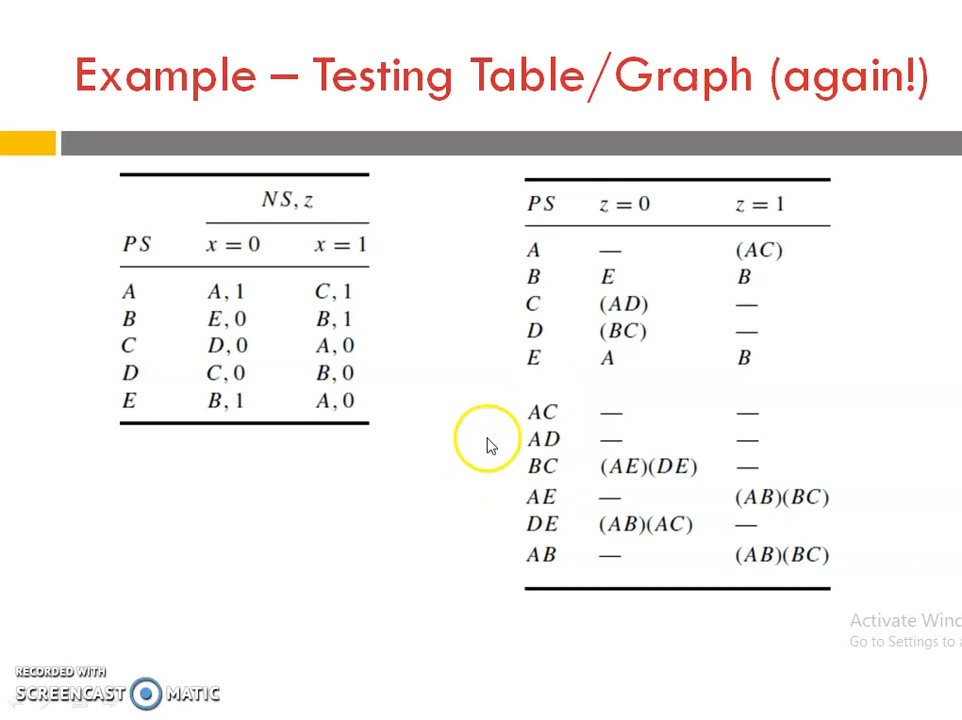 Example – Testing Table/Graph (again!)
NS, z
PS x = 0 x = 1
A A, 1 C, 1
B E, 0 B, 1
C D, 0 A, 0
D C, 0 B, 0
E B, 1 A, 0
PS z = 0 z = 1
A — (AC)
B E B
C (AD) —
D (BC) —
E A B
AC — —
AD — —
BC (AE)(DE) —
AE — (AB)(BC)
DE (AB)(AC) —
AB — (AB)(BC)
Activate Winc
Go to Settings to a
RECORDED WITH
SCREENCAST MATIC